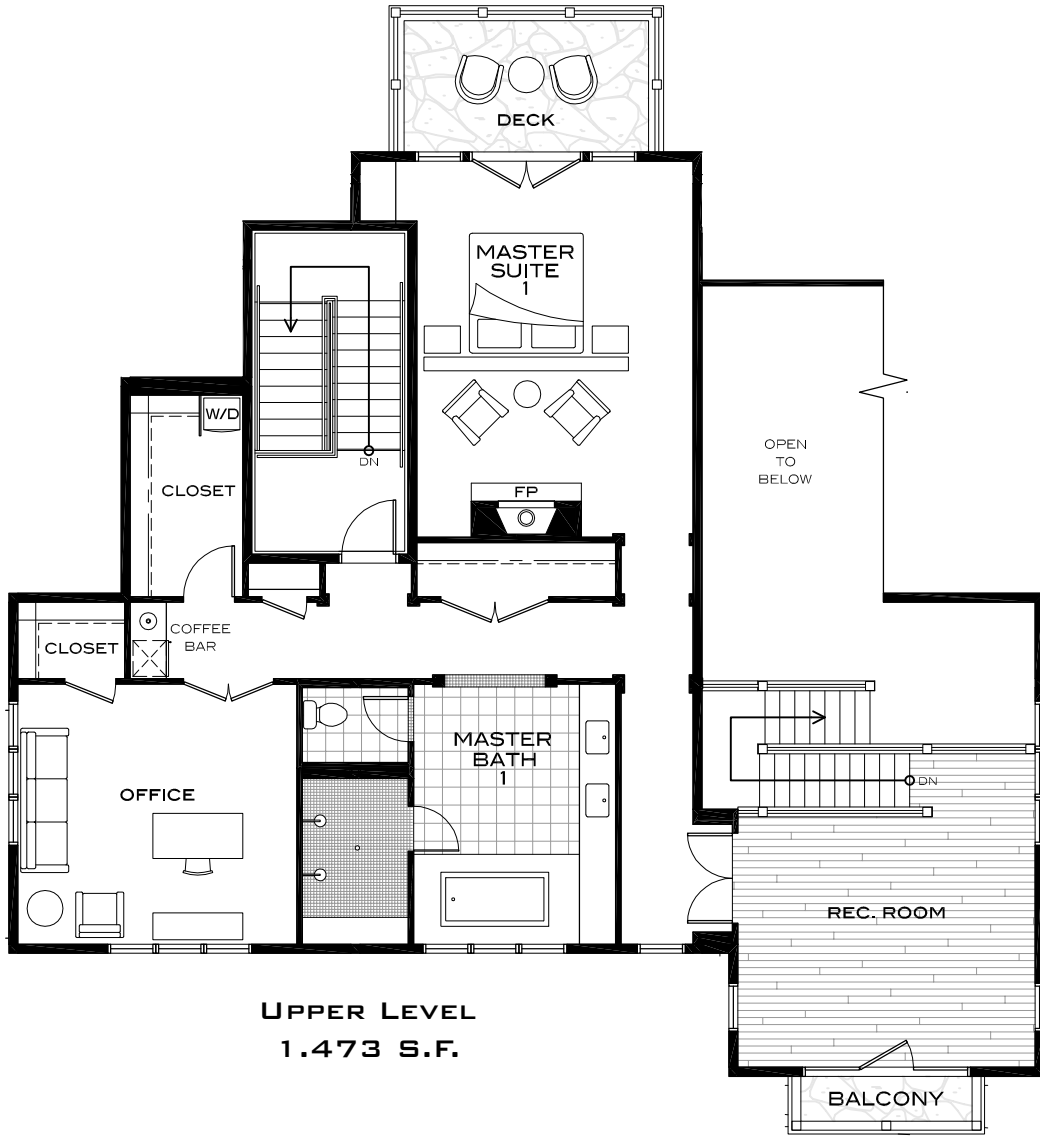 DECK
MASTER
SUITE
1
W/D
OPEN
TO
BELOW
DN
CLOSET
FP
COFFEE
BAR
CLOSET
MASTER
BATH
1
DN
OFFICE
REC. ROOM
UPPER LEVEL
1.473 S.F.
BALCONY